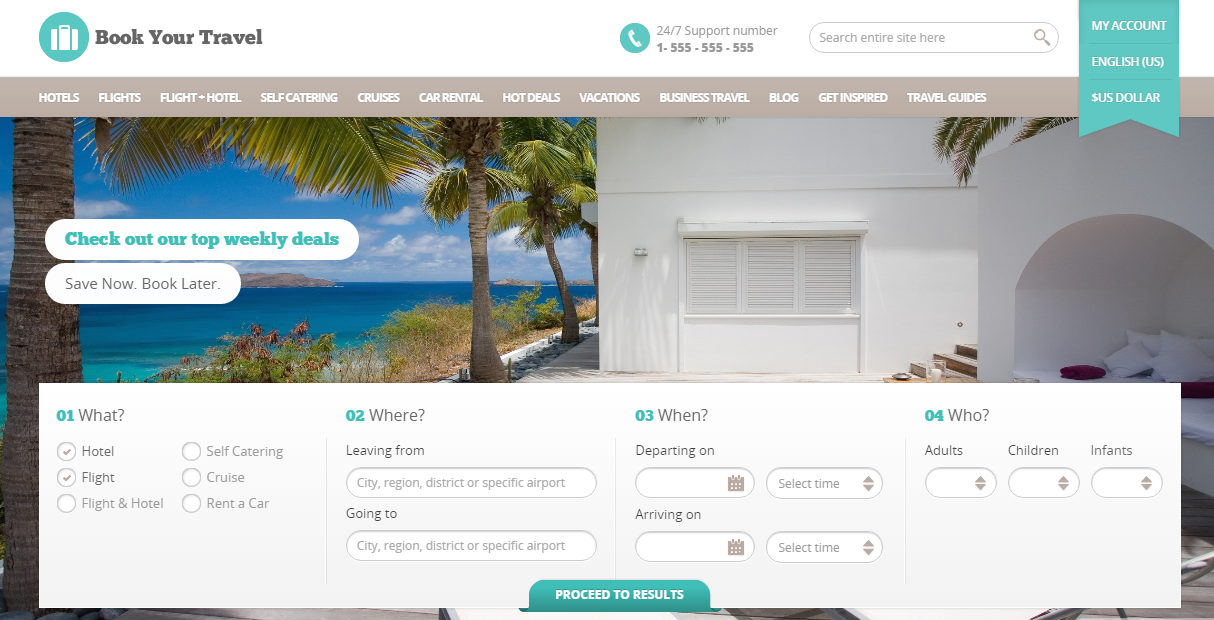 Book Your Travel
24/7 Support number
1- 555 - 555 - 555
Search entire site here
MY ACCOUNT
ENGLISH (US)
$US DOLLAR
HOTELS FLIGHTS FLIGHT + HOTEL SELF CATERING CRUISES CAR RENTAL HOT DEALS VACATIONS BUSINESS TRAVEL BLOG GET INSPIRED TRAVEL GUIDES
Check out our top weekly deals
Save Now. Book Later.
01 What?
Hotel
Self Catering
Flight
Cruise
Flight & Hotel
Rent a Car
02 Where?
Leaving from
City, region, district or specific airport
Going to
City, region, district or specific airport
03 When?
Departing on
Select time
Arriving on
Select time
04 Who?
Adults Children Infants
PROCEED TO RESULTS